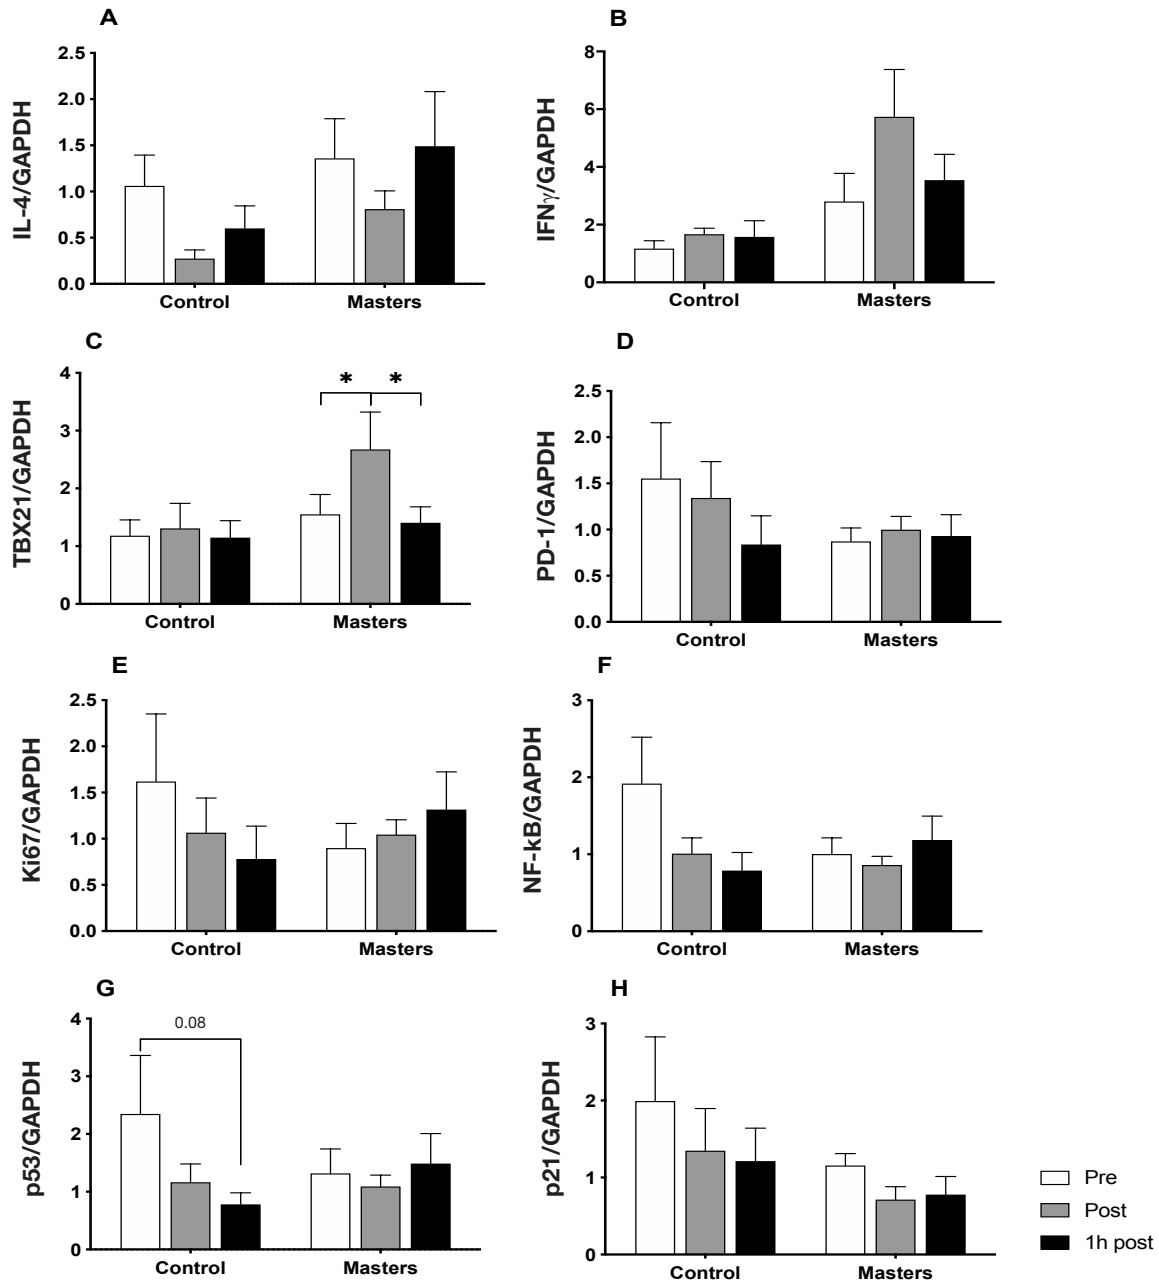 A
IL-4/GAPDH
2.5
2.0
1.5
1.0
0.5
0.0
Control
Masters
B
IFNγ/GAPDH
8
6
4
2
0
Control
Masters
C
TBX21/GAPDH
4
3
2
1
0
* *
Control
Masters
D
PD-1/GAPDH
2.5
2.0
1.5
1.0
0.5
0.0
Control
Masters
E
Ki67/GAPDH
2.5
2.0
1.5
1.0
0.5
0.0
Control
Masters
F
NF-kB/GAPDH
3
2
1
0
Control
Masters
G
p53/GAPDH
4
3
2
1
0
0.08
Control
Masters
H
p21/GAPDH
3
2
1
0
Control
Masters
Pre
Post
1h post